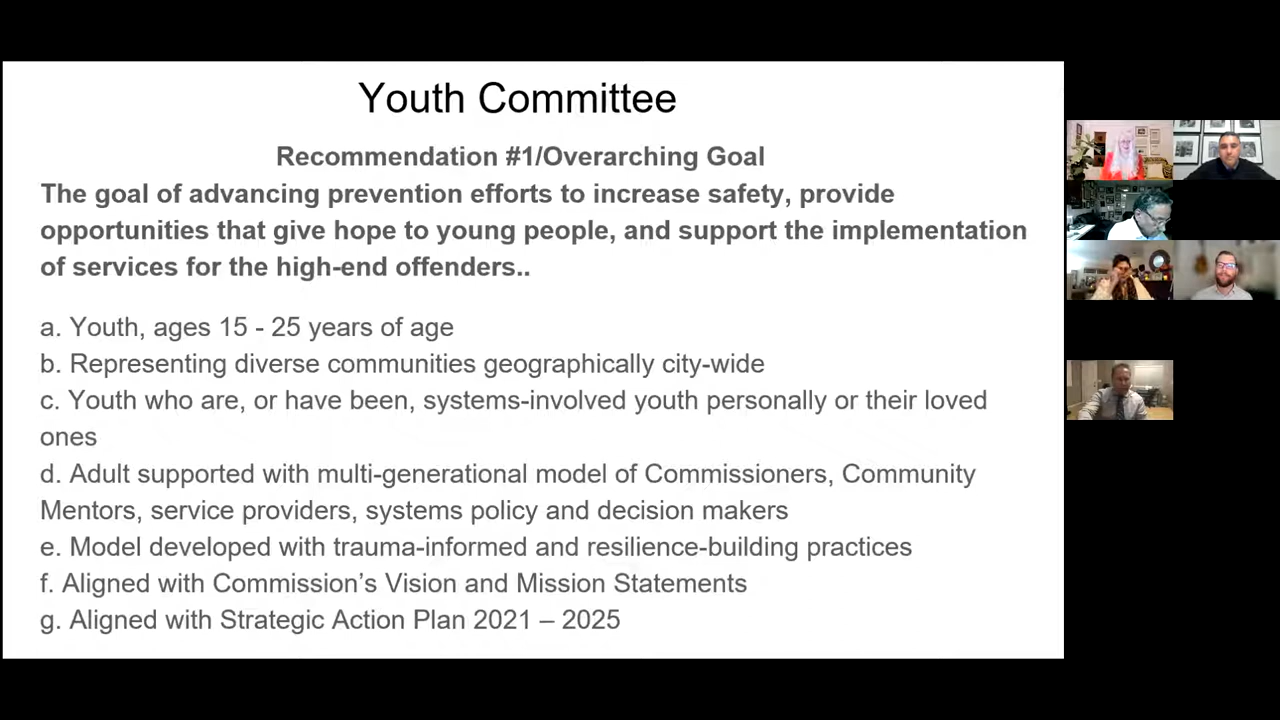 Youth Committee
Recommendation #1/Overarching Goal
The goal of advancing prevention efforts to increase safety, provide
opportunities that give hope to young people, and support the implementation
of services for the high-end offenders..
a. Youth, ages 15 - 25 years of age
b. Representing diverse communities geographically city-wide
c. Youth who are, or have been, systems-involved youth personally or their loved
ones
d. Adult supported with multi-generational model of Commissioners, Community
Mentors, service providers, systems policy and decision makers
e. Model developed with trauma-informed and resilience-building practices
f. Aligned with Commission’s Vision and Mission Statements
g. Aligned with Strategic Action Plan 2021 – 2025